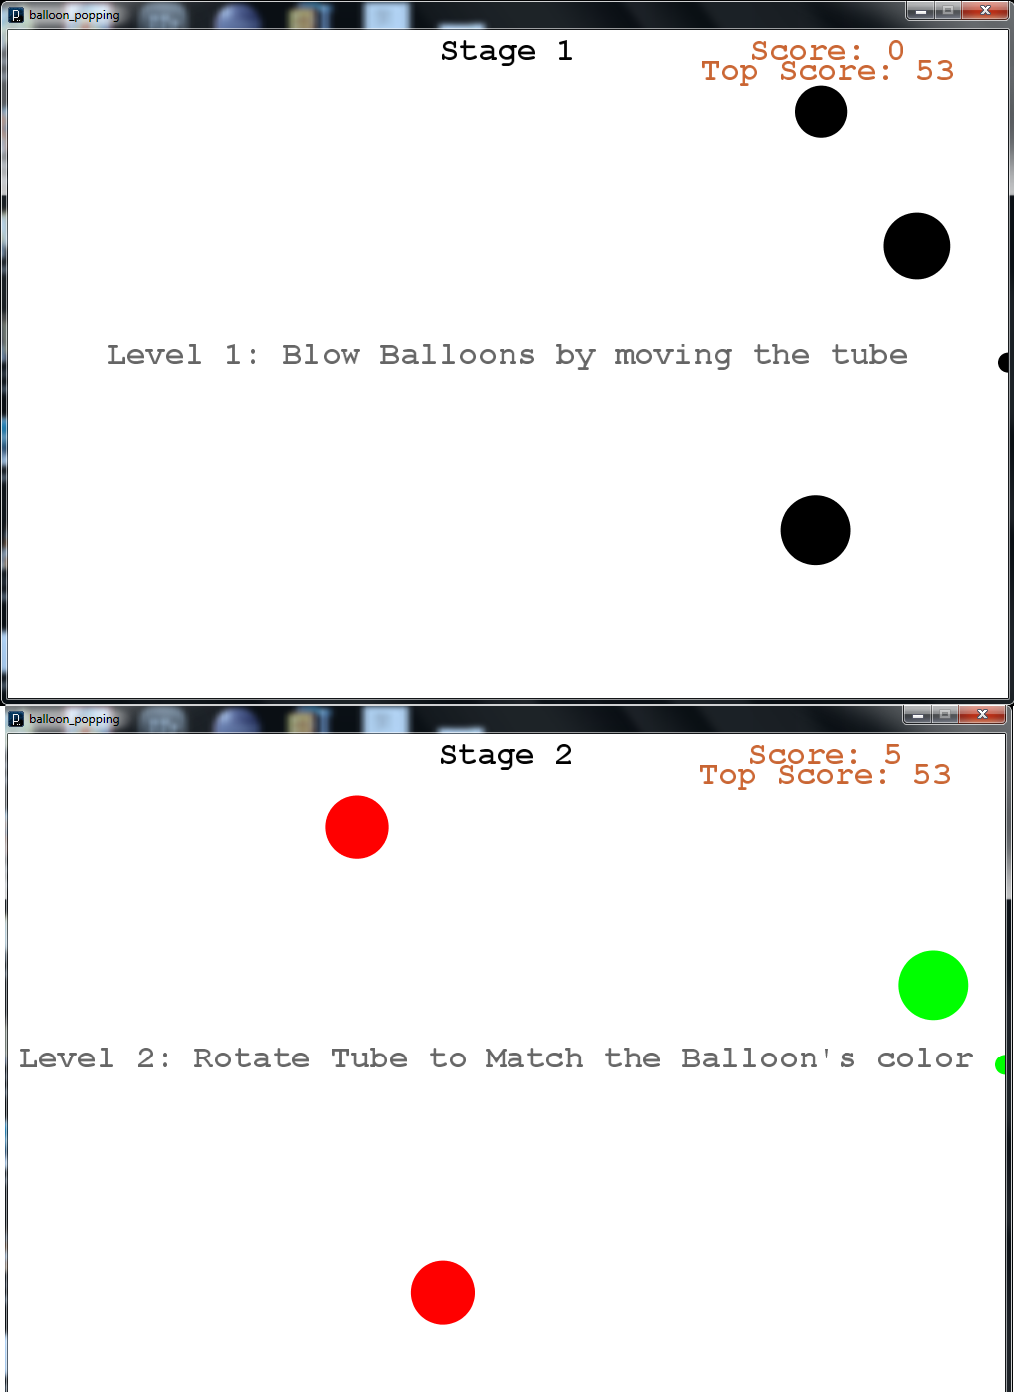 balloon_popping
Stage 1
Score: 0
Top Score: 53
Level 1: Blow Balloons by moving the tube
balloon_popping
Stage 2
Score: 5
Top Score: 53
Level 2: Rotate Tube to Match the Balloon's color